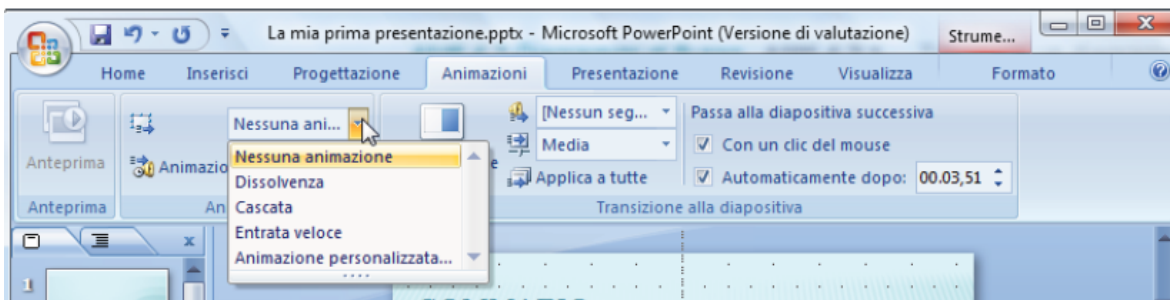 La mia prima presentazione.pptx - Microsoft PowerPoint (Versione di valutazione)
Strume...
Home Inserisci Progettazione Animazioni Presentazione Revisione Visualizza Formato
Nessuna ani... [Nessun seg... Passa alla diapositiva successiva
Media Con un clic del mouse
Anteprima Animazio Applica a tutte Automaticamente dopo: 00.03,51
Nessuna animazione
Dissolvenza
Cascata
Entrata veloce
Animazione personalizzata...
Anteprima An Transizione alla diapositiva
1